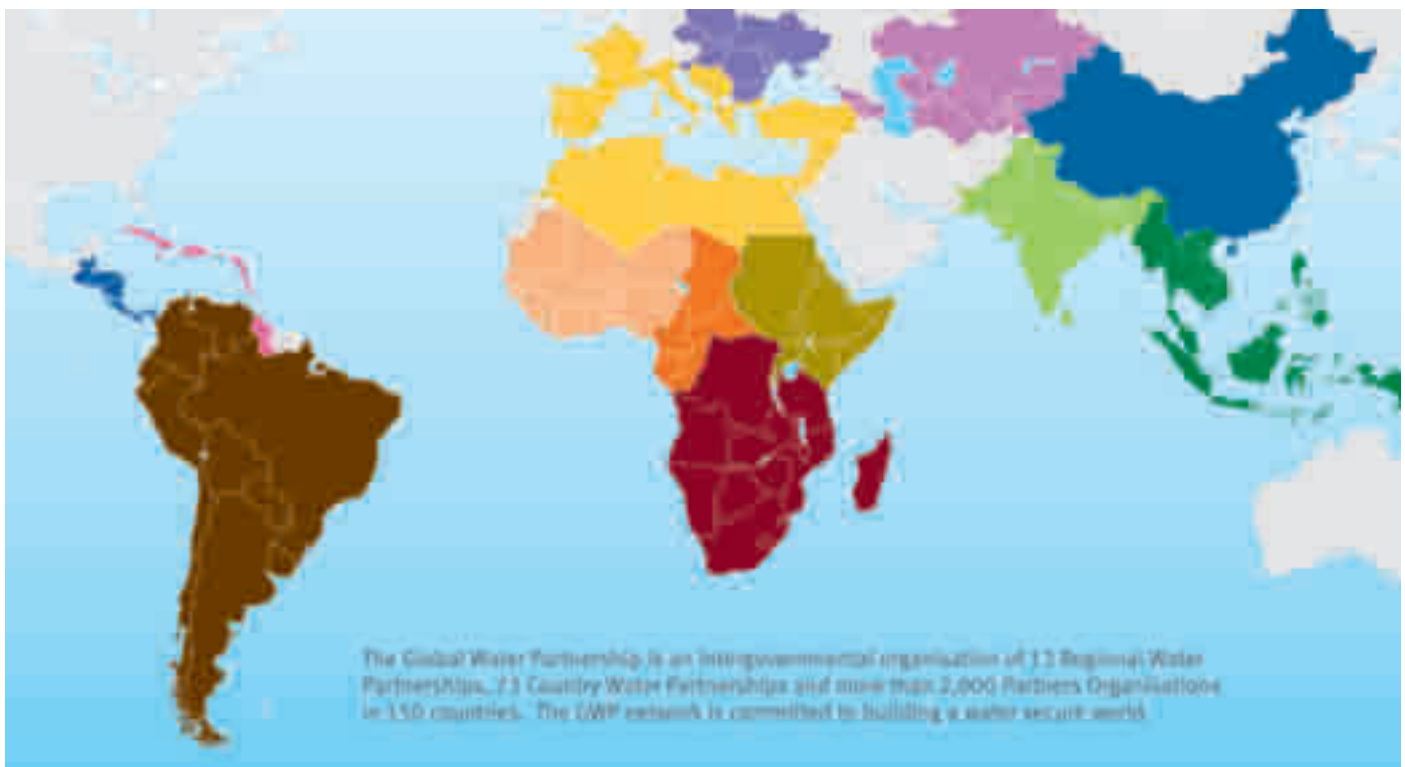 The Global Water Partnership is an intergovernmental organisation of 13 Regional Water
Partnerships, 73 Country Water Partnerships and more than 2,000 Partners Organisations
in 150 countries. The GWP network is committed to building a water secure world.